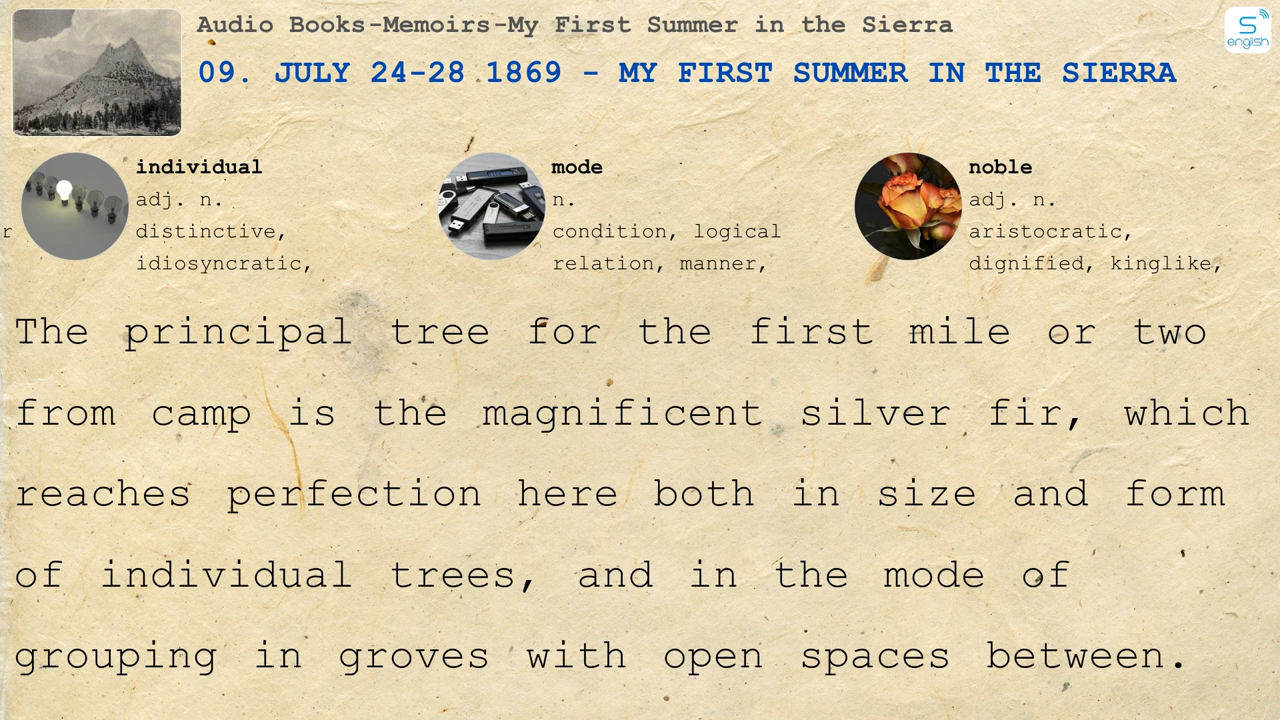 Audio Books-Memoirs-My First Summer in the Sierra
S
english
09. JULY 24-28 1869 - MY FIRST SUMMER IN THE SIERRA
individual
adj. n.
distinctive,
idiosyncratic,
mode
n.
condition, logical
relation, manner,
noble
adj. n.
aristocratic,
dignified, kinglike,
The principal tree for the first mile or two
from camp is the magnificent silver fir, which
reaches perfection here both in size and form
of individual trees, and in the mode of
grouping in groves with open spaces between.